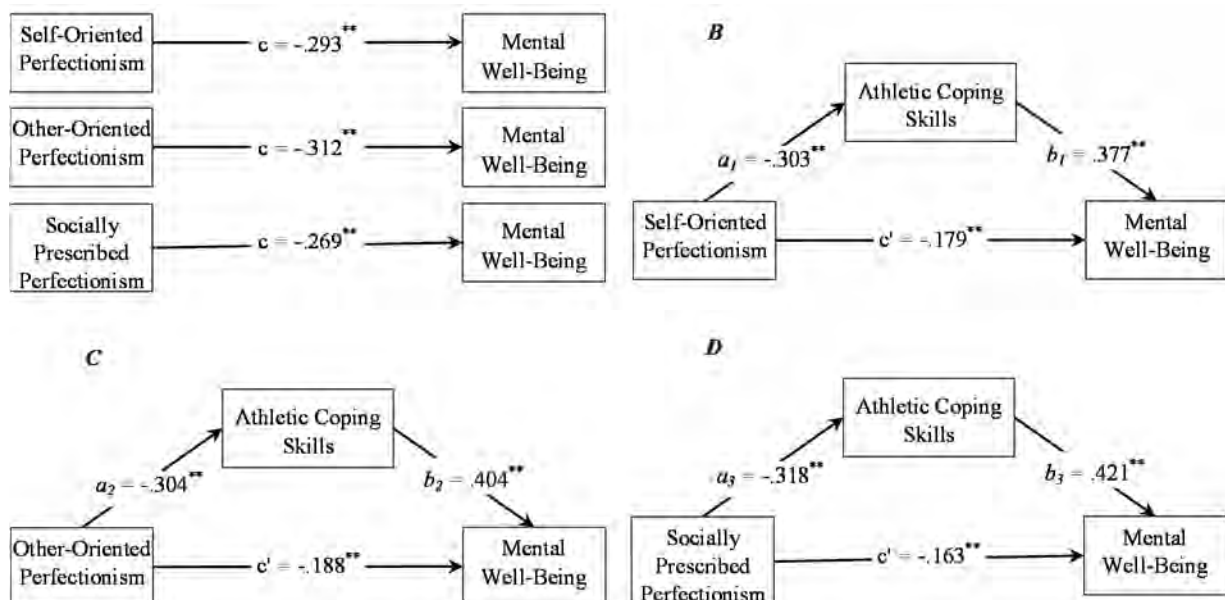 Self-Oriented
Perfectionism
c = -.293**
Mental
Well-Being
Other-Oriented
Perfectionism
c = -.312**
Mental
Well-Being
Socially
Prescribed
Perfectionism
c = -.269**
Mental
Well-Being
B
Athletic Coping
Skills
a1 = -.303**
b1 = .377**
Self-Oriented
Perfectionism
c' = -.179**
Mental
Well-Being
C
Athletic Coping
Skills
a2 = -.304**
b2 = .404**
Other-Oriented
Perfectionism
c' = -.188**
Mental
Well-Being
D
Athletic Coping
Skills
a3 = -.318**
b3 = .421**
Socially
Prescribed
Perfectionism
c' = -.163**
Mental
Well-Being